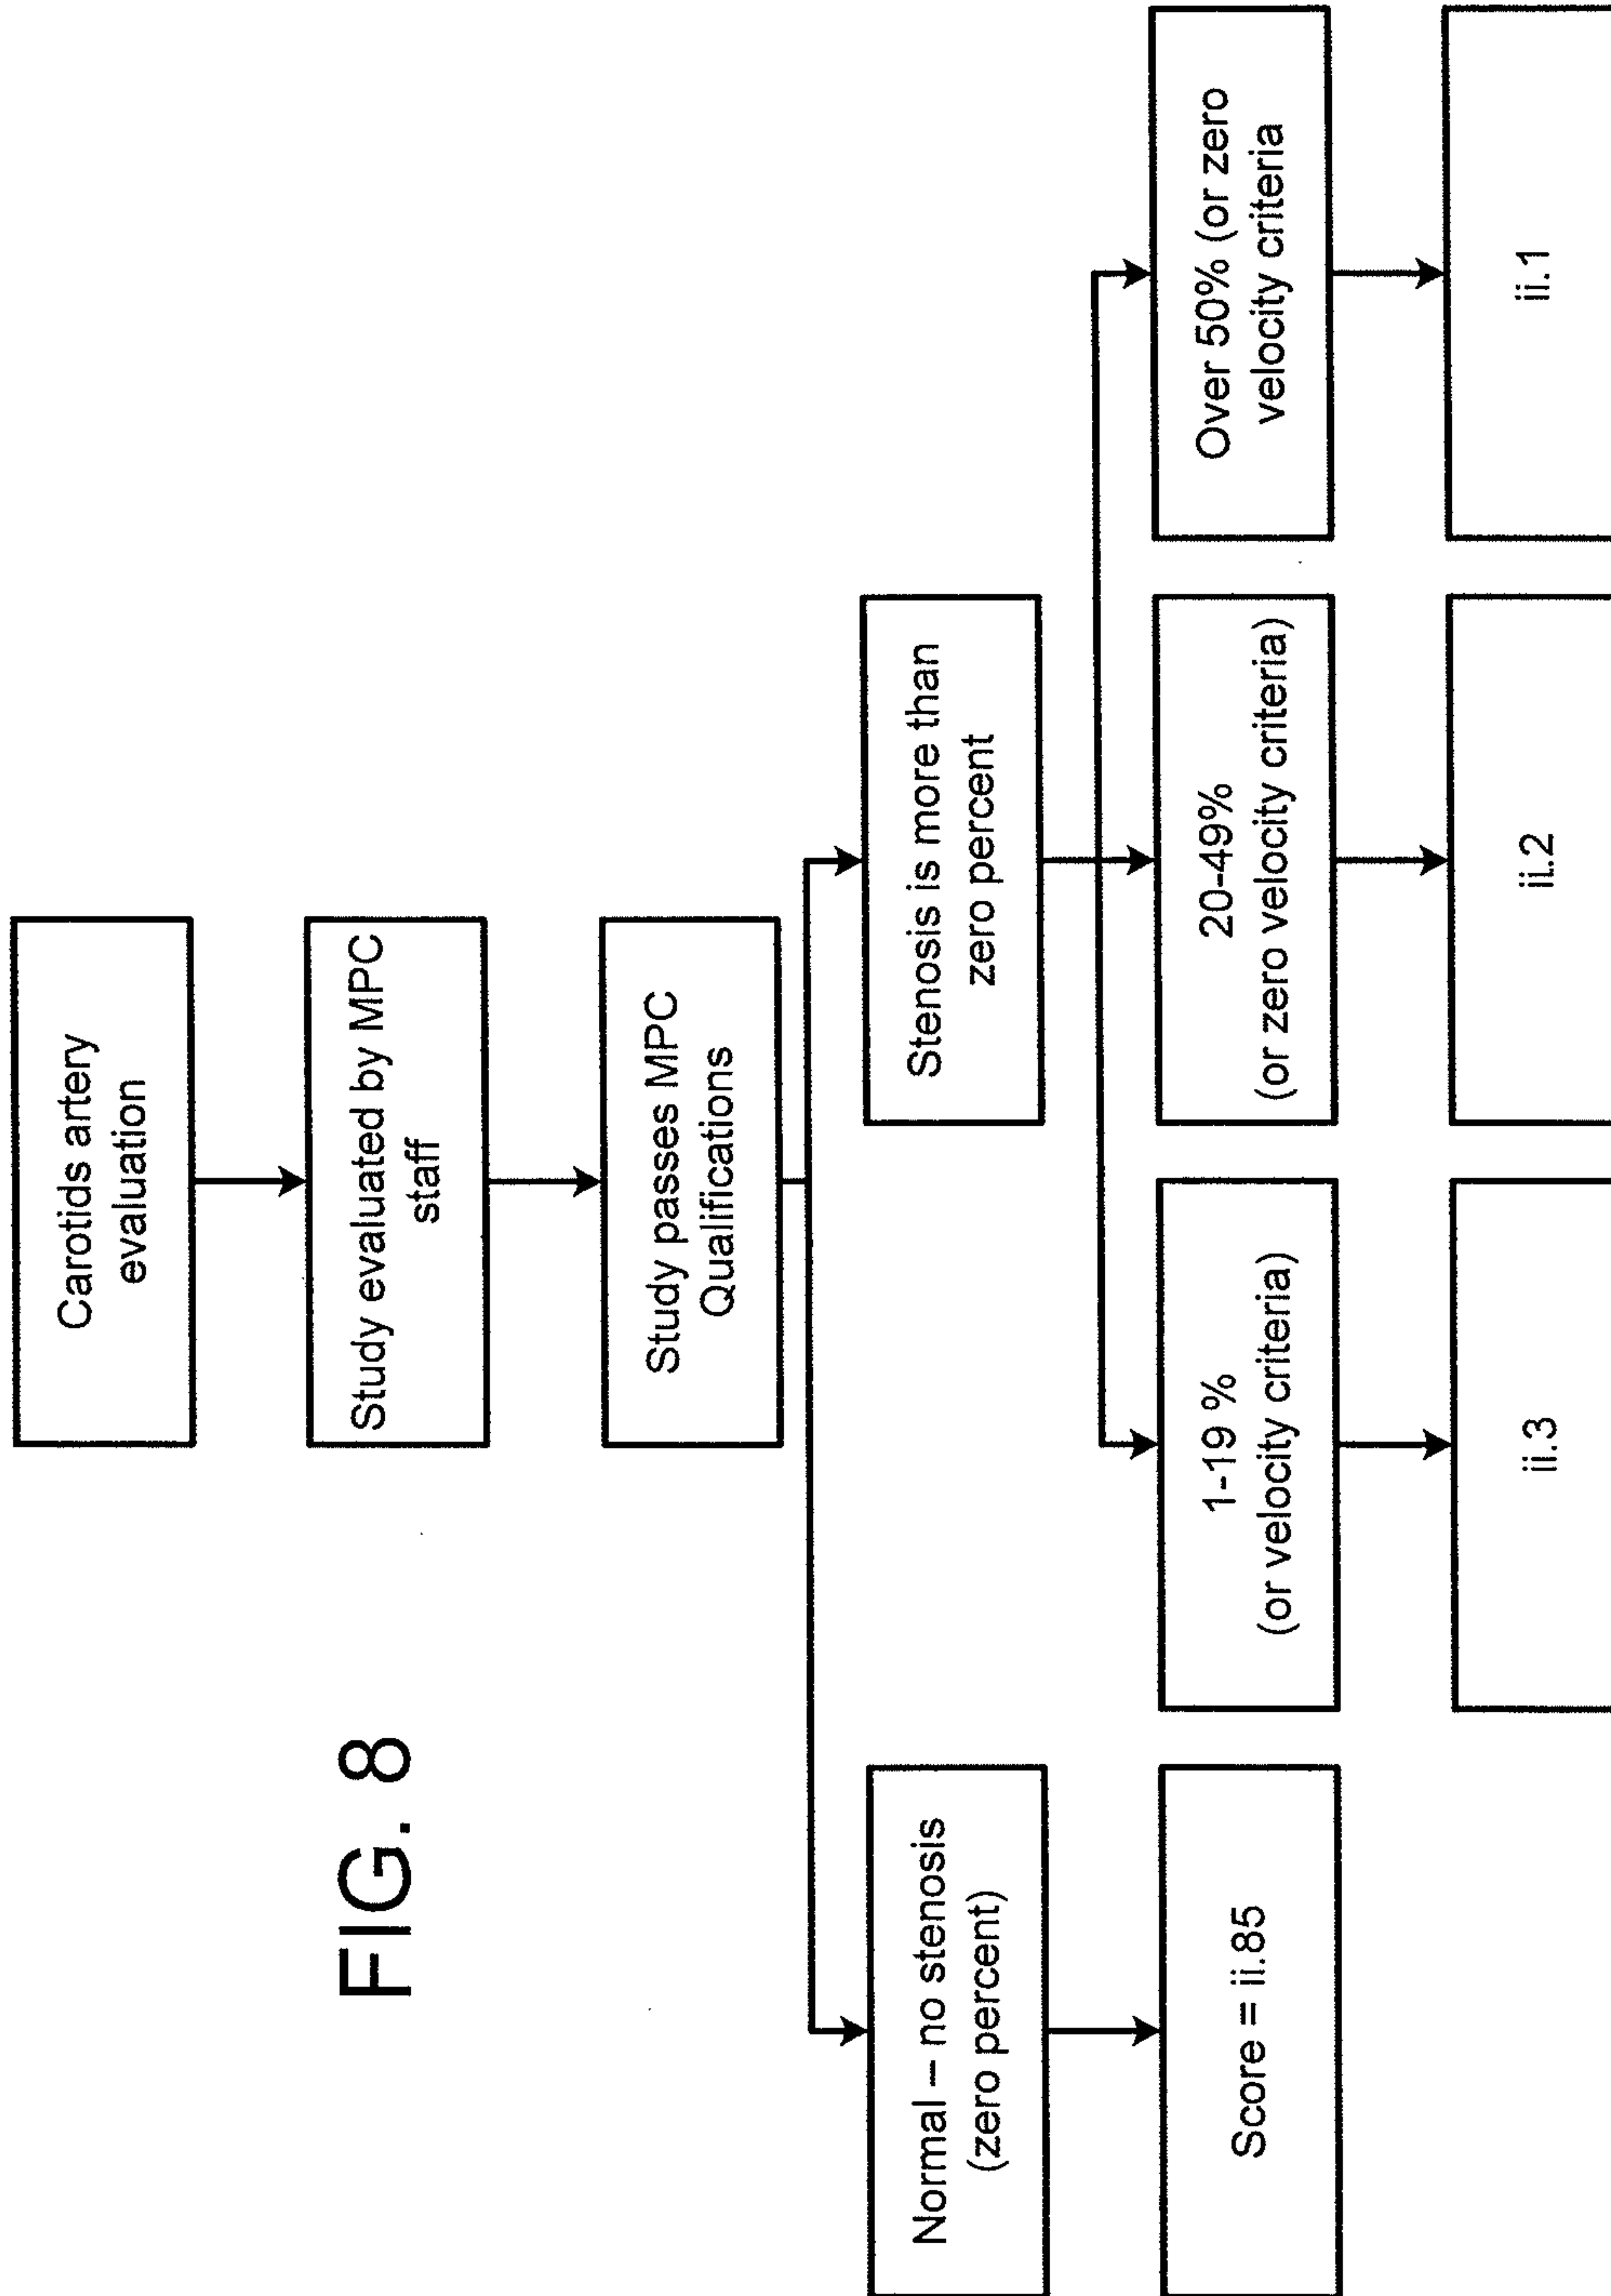 FIG. 8
Carotids artery
evaluation
Study evaluated by MPC
staff
Study passes MPC
Qualifications
Normal – no stenosis
(zero percent)
Stenosis is more than
zero percent
Score = ii.85
1-19 %
(or velocity criteria)
20-49%
(or zero velocity criteria)
Over 50% (or zero
velocity criteria
ii.3
ii.2
ii.1